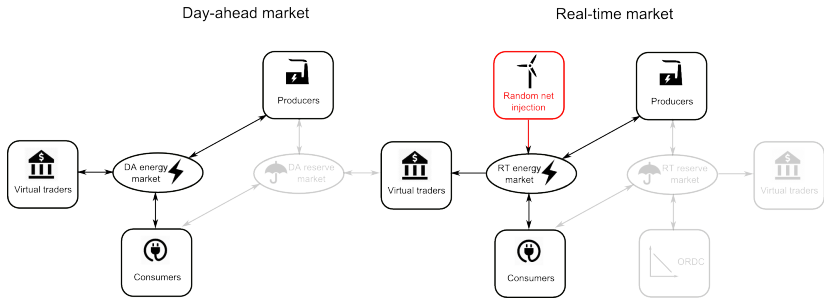 Day-ahead market
Real-time market
Producers
Random net
injection
Producers
Virtual traders
DA energy
market
DA reserve
market
Virtual traders
RT energy
market
RT reserve
market
Virtual traders
Consumers
Consumers
ORDC
$
$
$